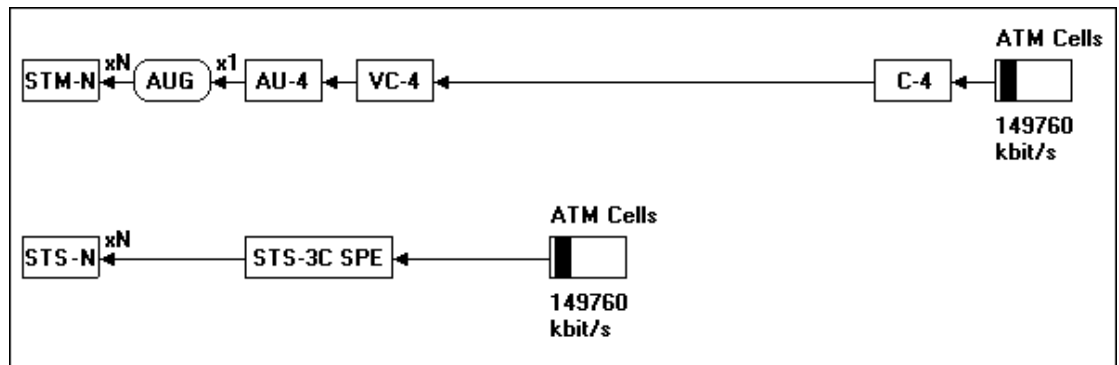 ATM Cells
STM-N
xN
AUG
x1
AU-4
VC-4
C-4
149760
kbit/s
ATM Cells
STS-N
xN
STS-3C SPE
149760
kbit/s